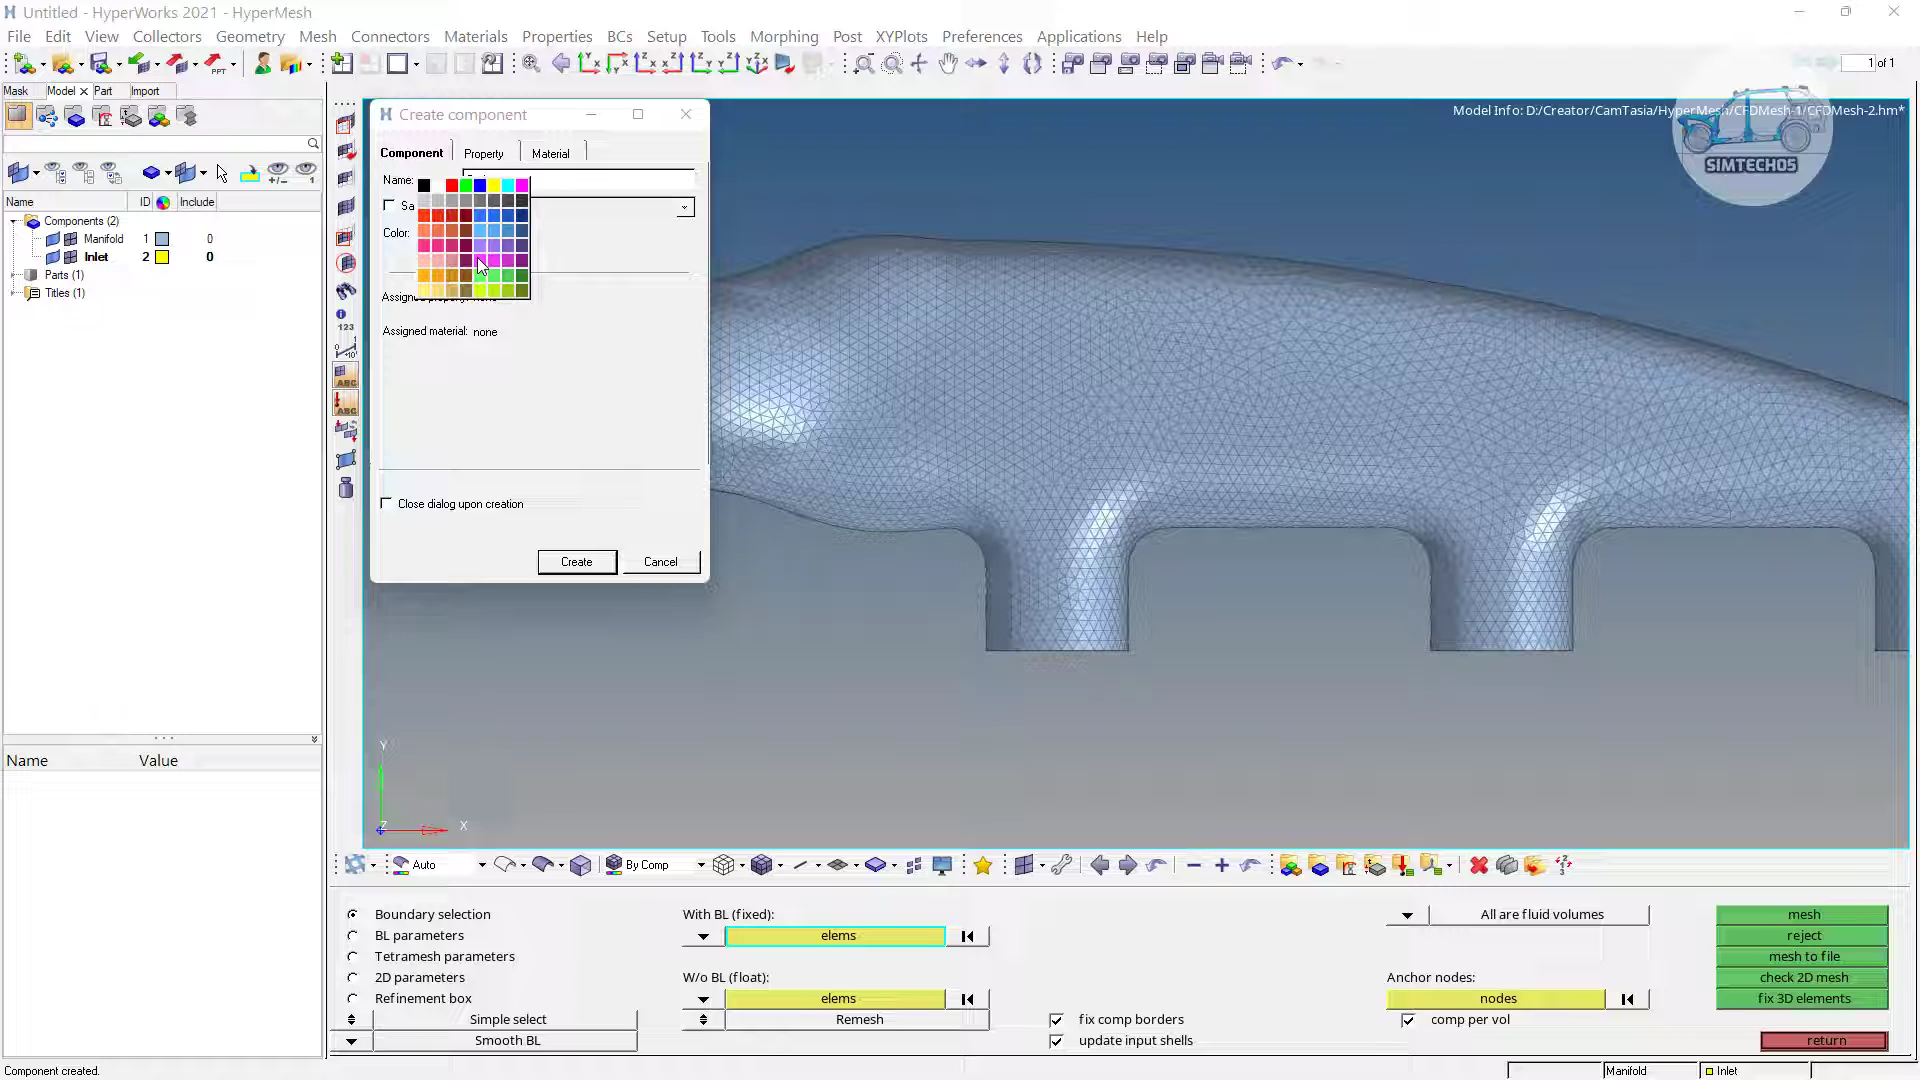 Untitled - HyperWorks 2021 - HyperMesh
File Edit View Collectors Geometry Mesh Connectors Materials Properties BCs Setup Tools Morphing Post XYPlots Preferences Applications Help
1 of 1
Mask Model Part Import
Name ID Include
Components (2)
Manifold 1 0
Inlet 2 0
Parts (1)
Titles (1)
Name Value
Create component
Component Property Material
Name:
Sa
Color:
Assigned
Assigned material: none
Close dialog upon creation
Create Cancel
Model Info: D:/Creator/CamTasia/HyperMesh/CFDMesh-1/CFDMesh-2.hm*
SIMTECH05
123
ABC
ABC
Y
Z X
Auto By Comp
Boundary selection
BL parameters
Tetramesh parameters
2D parameters
Refinement box
Simple select
Smooth BL
With BL (fixed):
elems
W/o BL (float):
elems
Remesh
fix comp borders
update input shells
All are fluid volumes
Anchor nodes:
nodes
comp per vol
mesh
reject
mesh to file
check 2D mesh
fix 3D elements
return
Component created.
Manifold Inlet